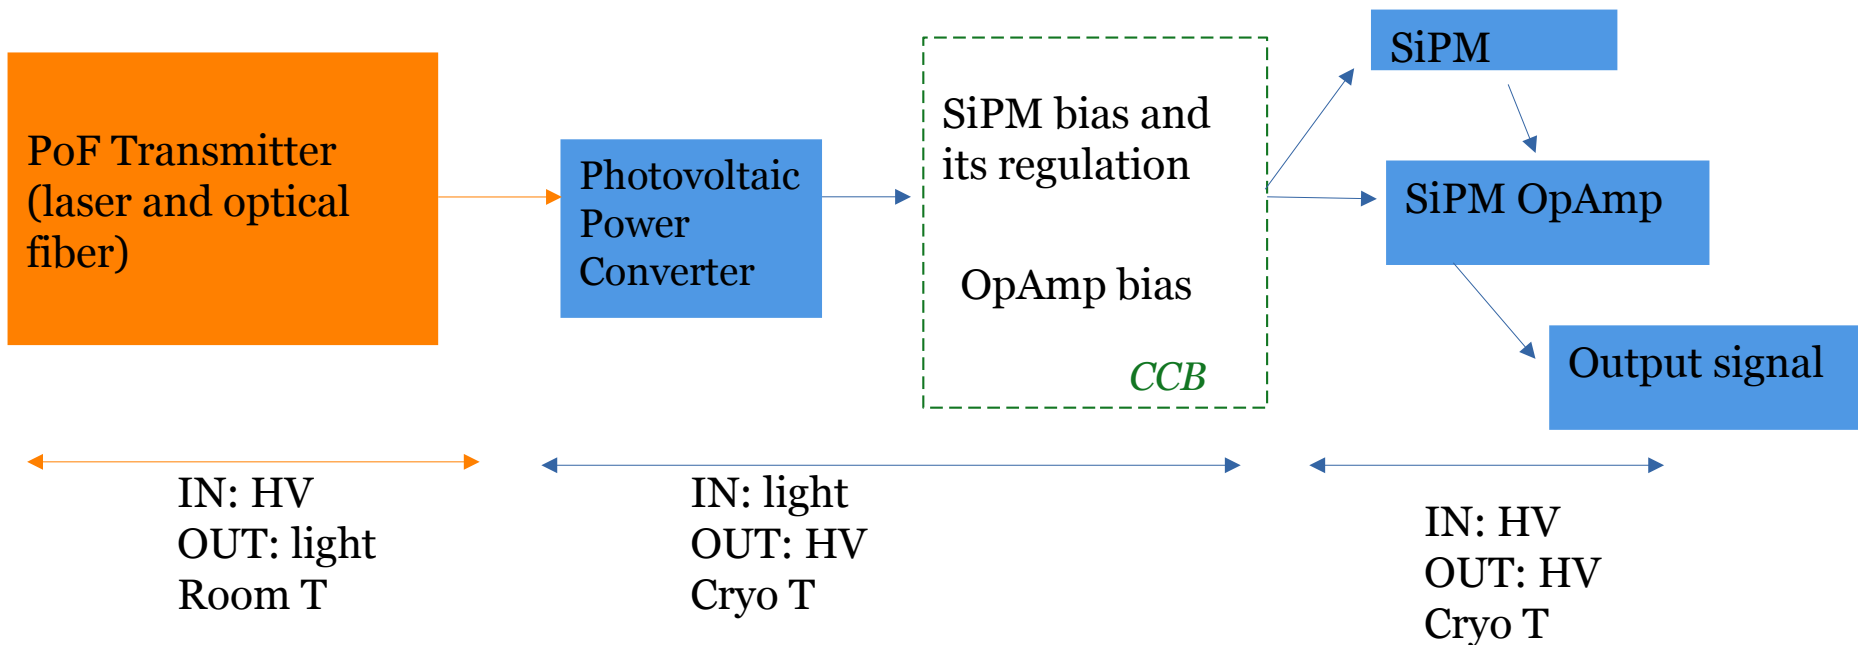 PoF Transmitter
(laser and optical
fiber)
Photovoltaic
Power
Converter
SiPM bias and
its regulation
OpAmp bias
CCB
SiPM
SiPM OpAmp
Output signal
IN: HV
OUT: light
Room T
IN: light
OUT: HV
Cryo T
IN: HV
OUT: HV
Cryo T